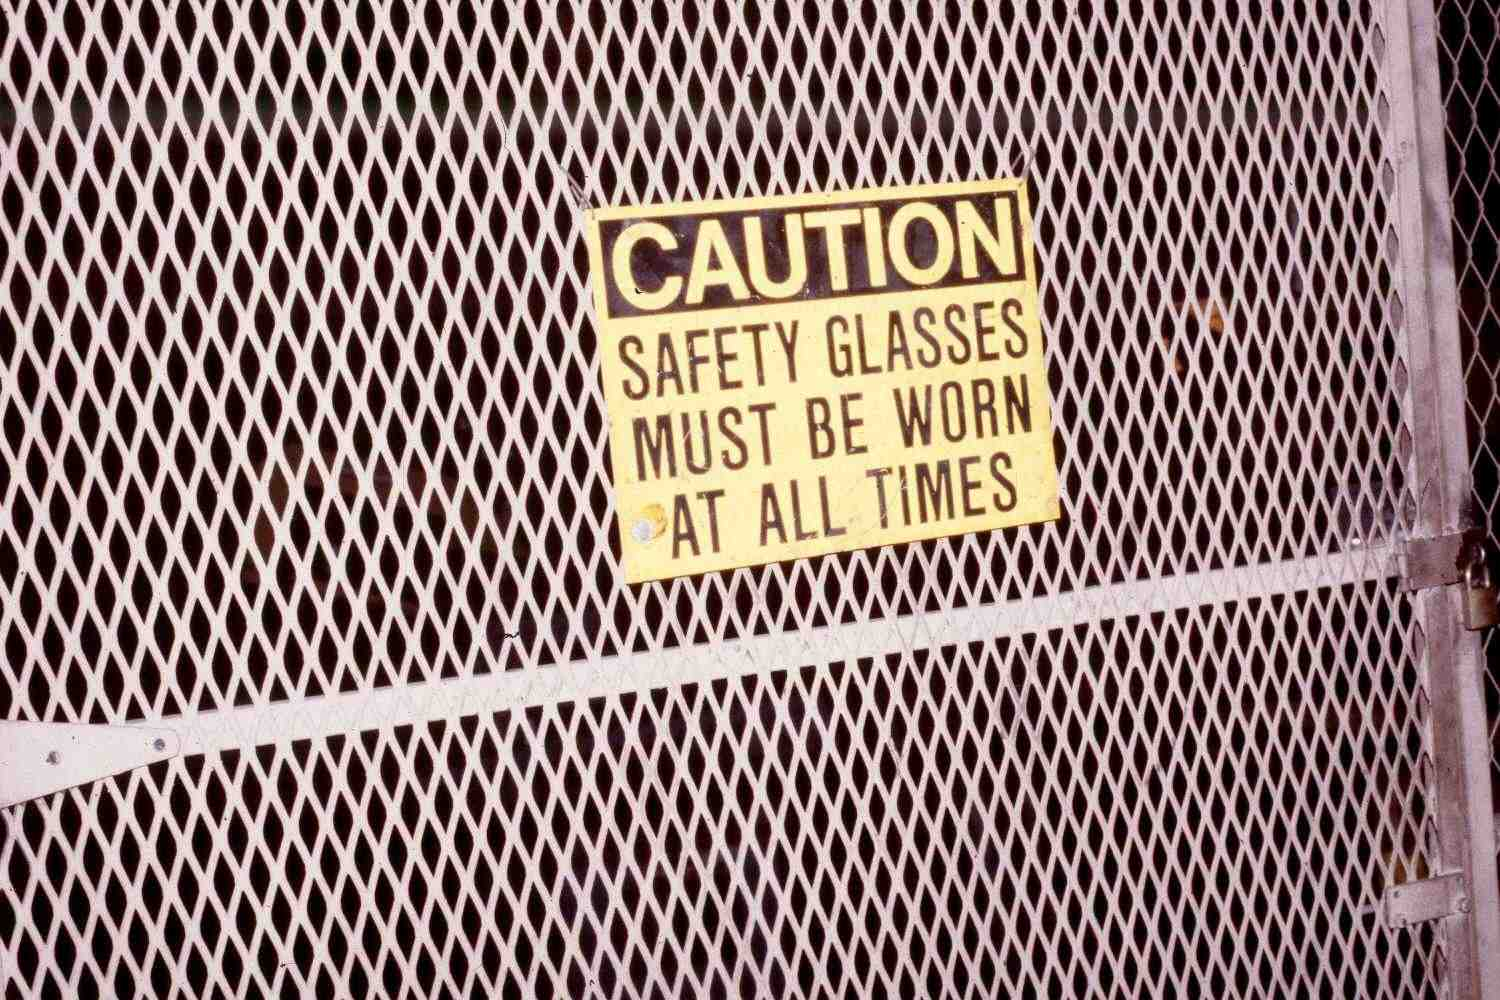 CAUTION
SAFETY GLASSES
MUST BE WORN
AT ALL TIMES